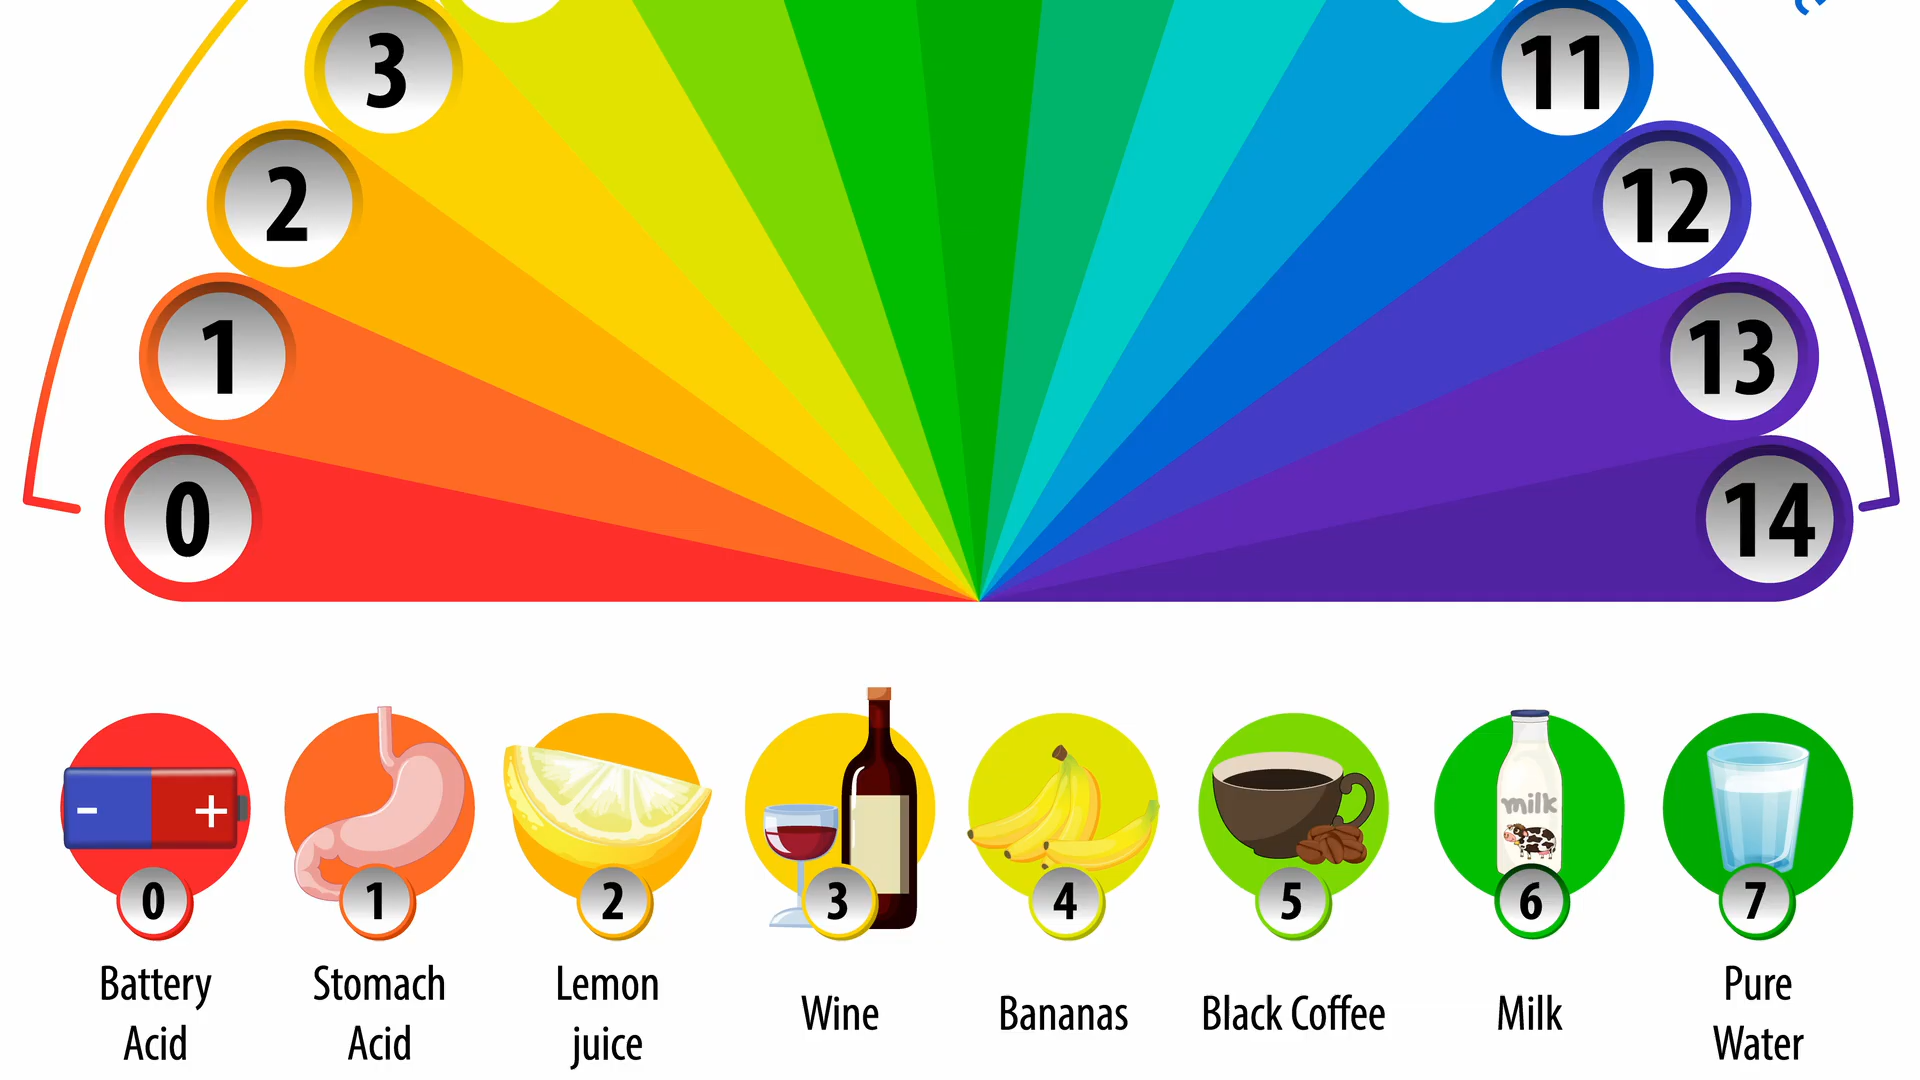 3
11
2
12
1
13
0
14
- +
milk
0
1
2
3
4
5
6
7
Battery
Acid
Stomach
Acid
Lemon
juice
Wine
Bananas
Black Coffee
Milk
Pure
Water